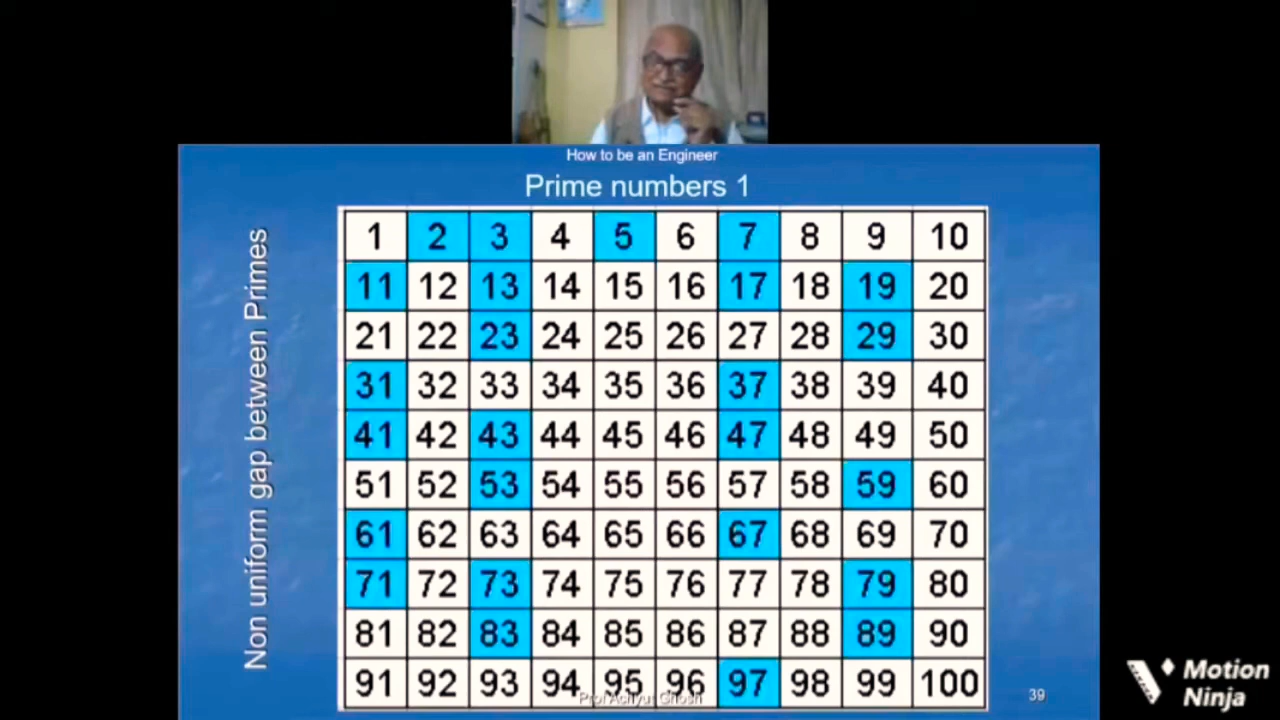 How to be an Engineer
Prime numbers 1
Non uniform gap between Primes
1 2 3 4 5 6 7 8 9 10
11 12 13 14 15 16 17 18 19 20
21 22 23 24 25 26 27 28 29 30
31 32 33 34 35 36 37 38 39 40
41 42 43 44 45 46 47 48 49 50
51 52 53 54 55 56 57 58 59 60
61 62 63 64 65 66 67 68 69 70
71 72 73 74 75 76 77 78 79 80
81 82 83 84 85 86 87 88 89 90
91 92 93 94 95 96 97 98 99 100
Prof Achyut Ghosh
39
Motion
Ninja